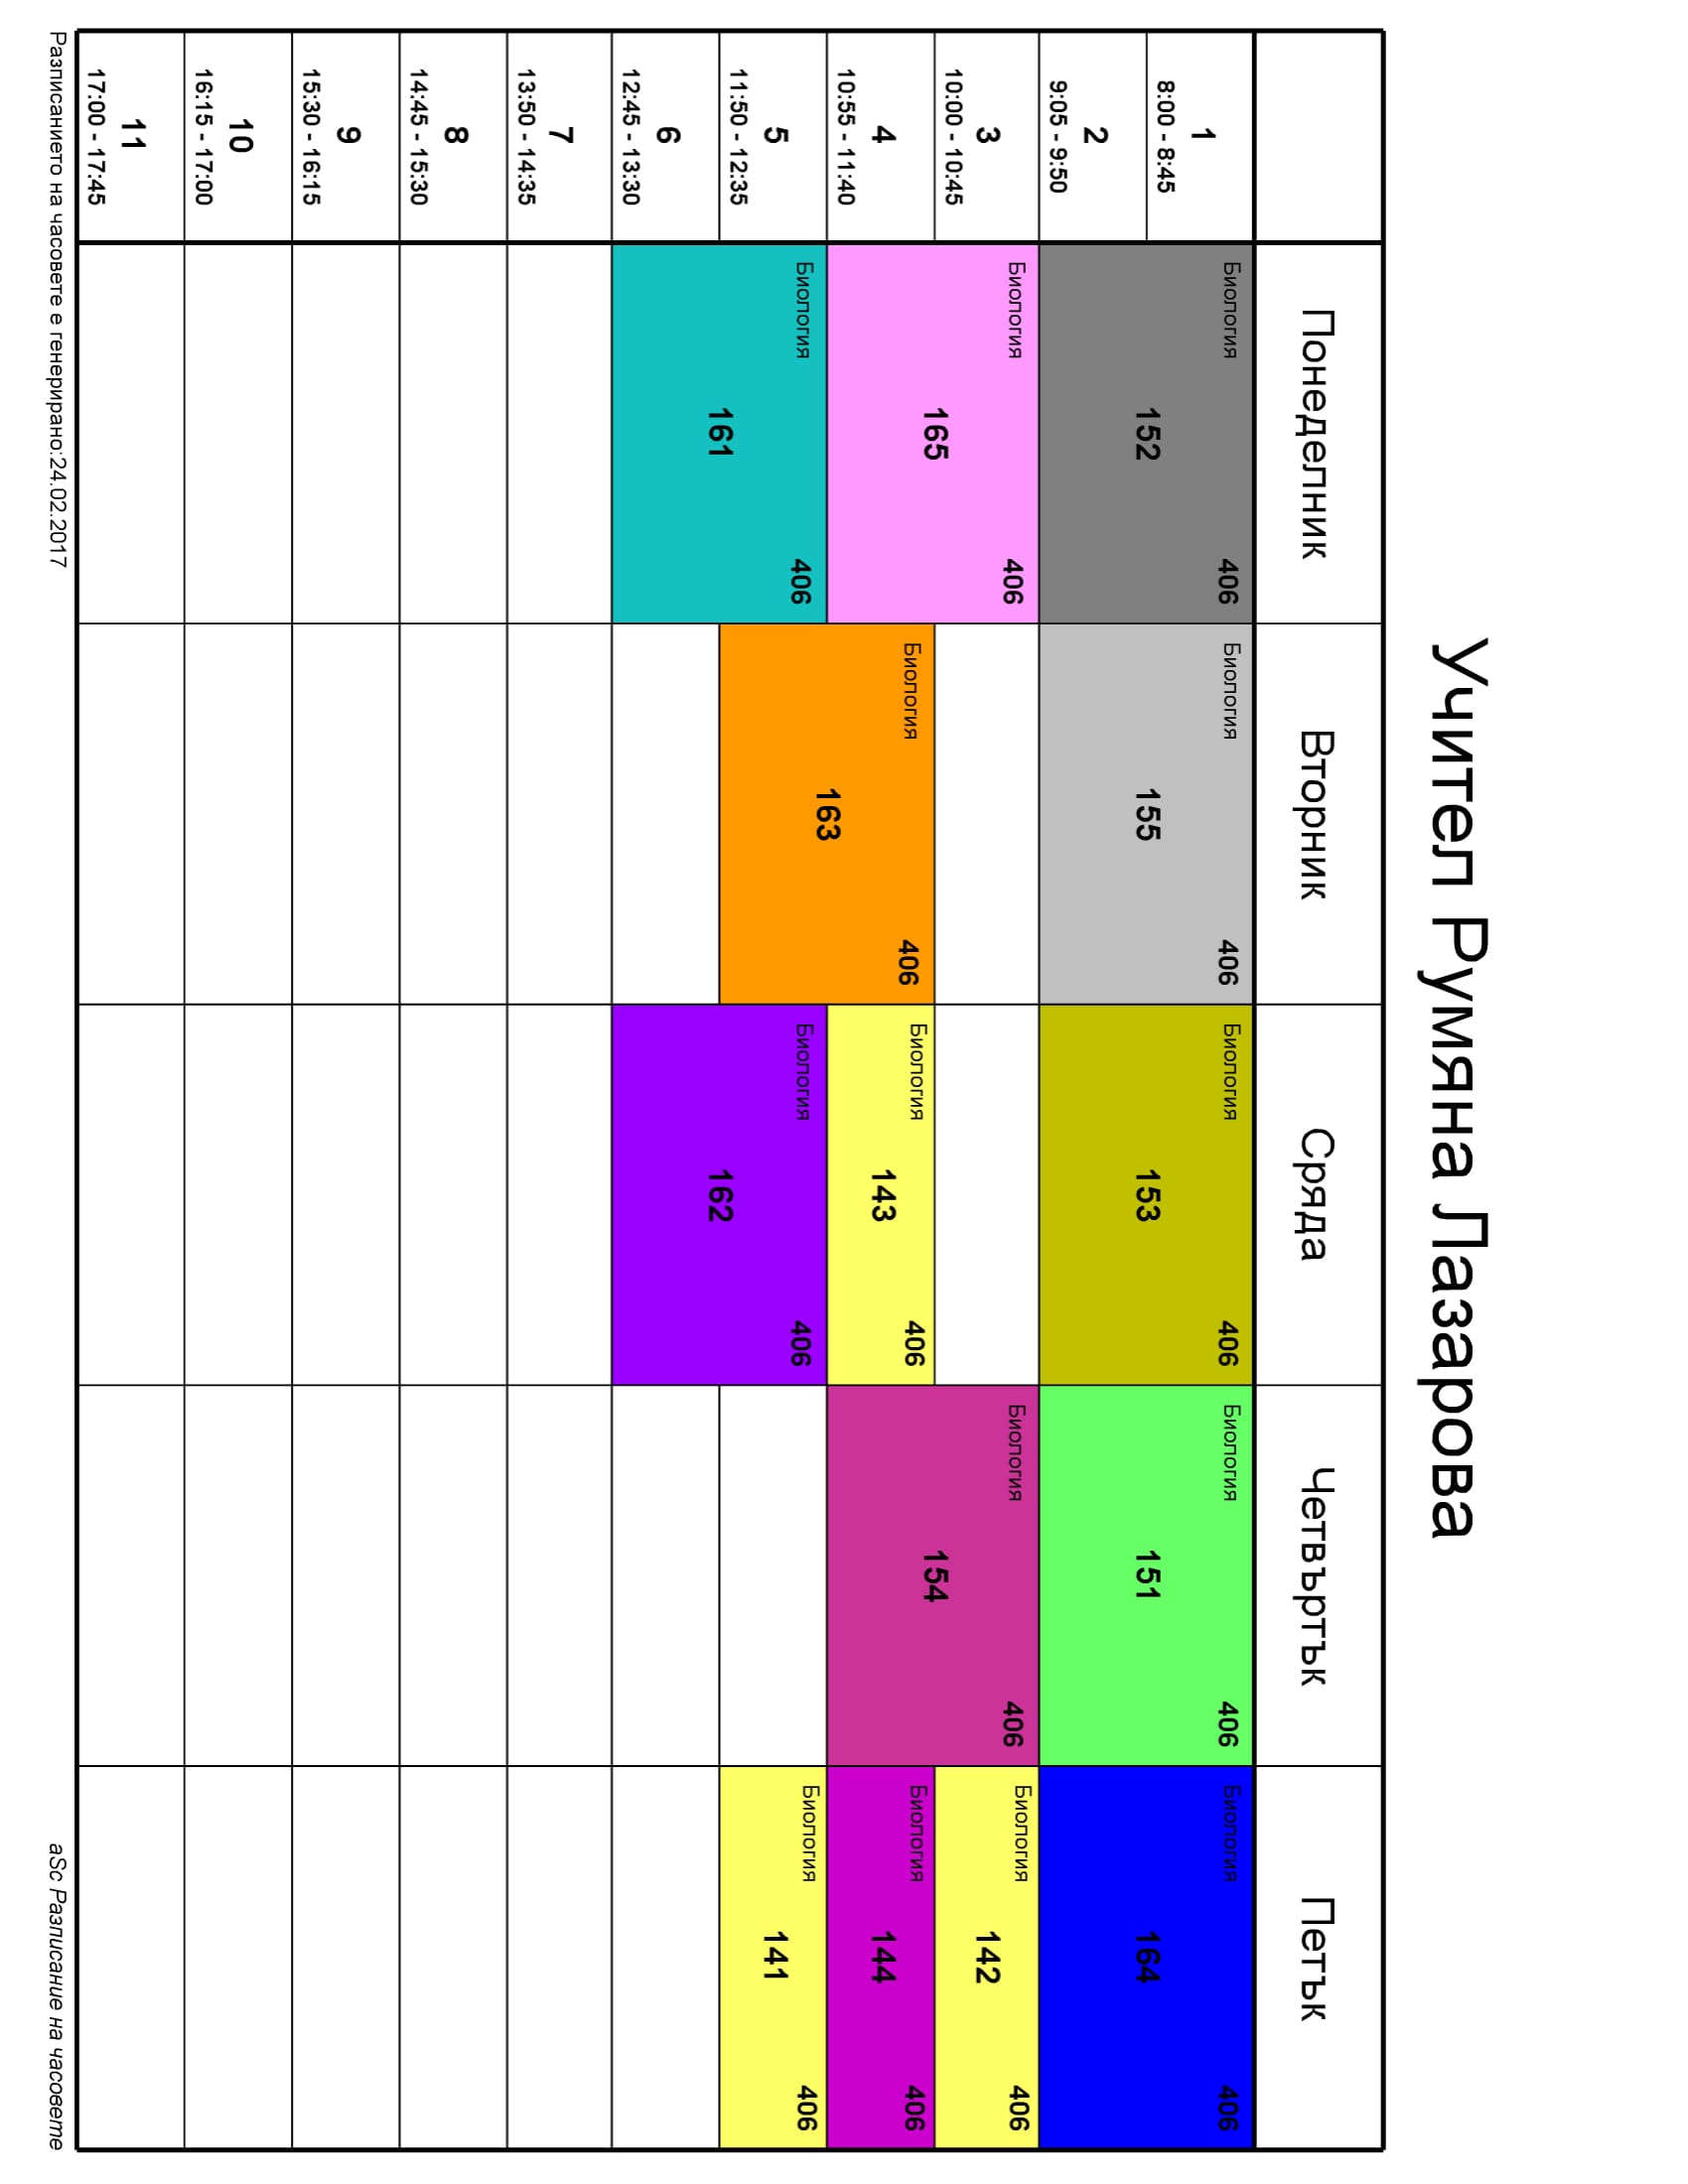 Учител Румяна Лазарова
Понеделник
Вторник
Сряда
Четвъртък
Петък
1
8:00 - 8:45
Биология
406
152
Биология
406
155
Биология
406
153
Биология
406
151
Биология
406
164
2
9:05 - 9:50
3
10:00 - 10:45
Биология
406
165
Биология
406
154
Биология
406
142
4
10:55 - 11:40
Биология
406
163
Биология
406
143
Биология
406
144
5
11:50 - 12:35
Биология
406
161
Биология
406
162
Биология
406
141
6
12:45 - 13:30
7
13:50 - 14:35
8
14:45 - 15:30
9
15:30 - 16:15
10
16:15 - 17:00
11
17:00 - 17:45
Разписанието на часовете е генерирано:24.02.2017
aSc Разписание на часовете